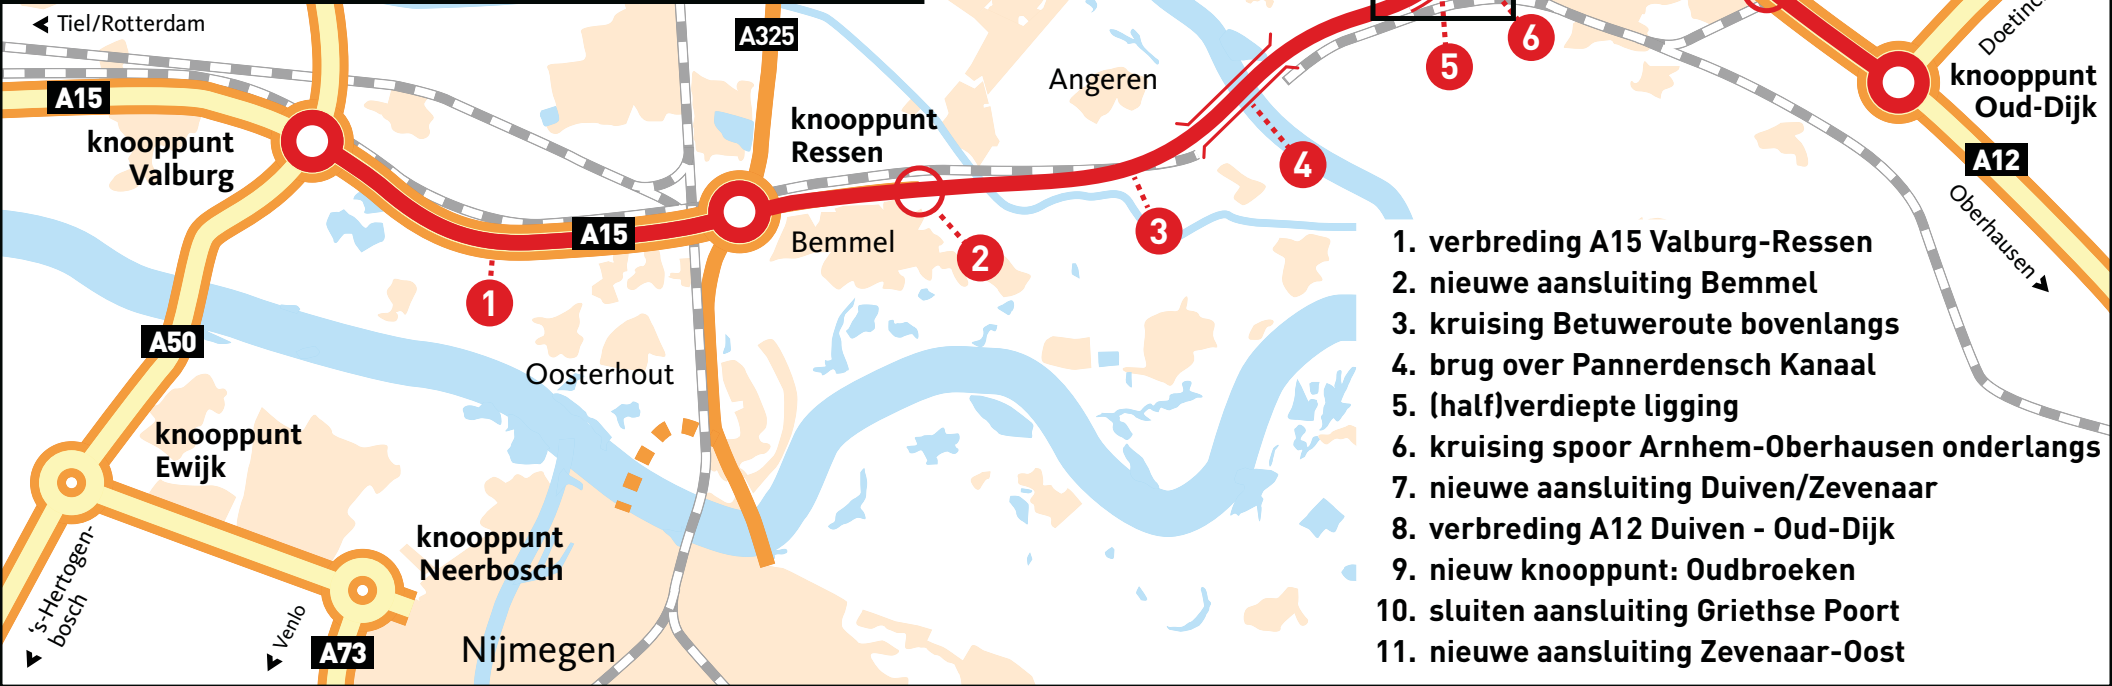 Tiel/Rotterdam
A15
knooppunt
Valburg
A325
knooppunt
Ressen
Angeren
6
5
4
3
2
1
A15
Bemmel
Doetinc
knooppunt
Oud-Dijk
A12
Oberhausen
A50
Oosterhout
knooppunt
Ewijk
knooppunt
Neerbosch
's-Hertogen-
bosch
Venlo
A73
Nijmegen
1. verbreding A15 Valburg-Ressen
2. nieuwe aansluiting Bemmel
3. kruising Betuweroute bovenlangs
4. brug over Pannerdensch Kanaal
5. (half)verdiepte ligging
6. kruising spoor Arnhem-Oberhausen onderlangs
7. nieuwe aansluiting Duiven/Zevenaar
8. verbreding A12 Duiven - Oud-Dijk
9. nieuw knooppunt: Oudbroeken
10. sluiten aansluiting Griethse Poort
11. nieuwe aansluiting Zevenaar-Oost